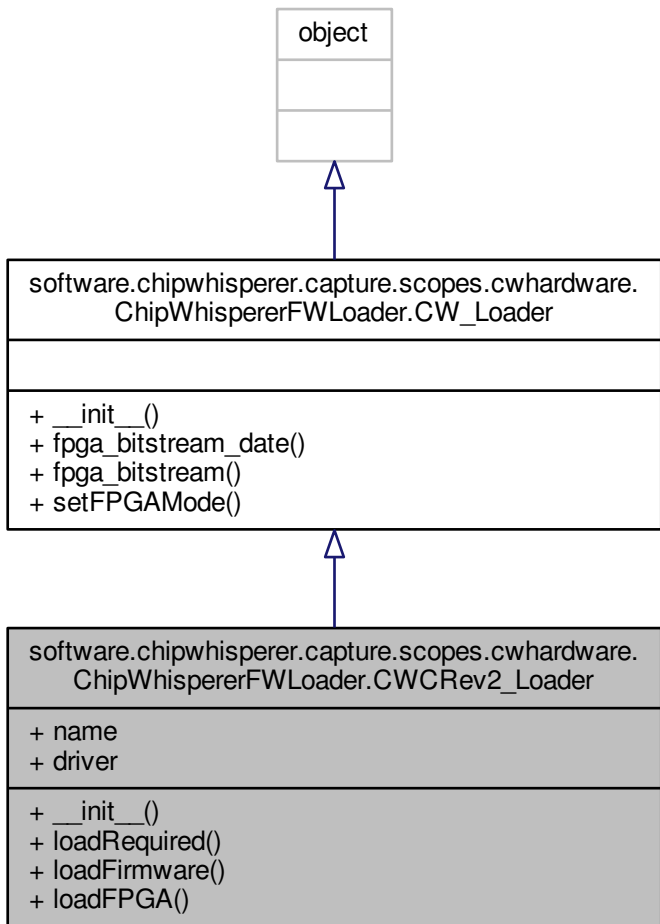 object
software.chipwhisperer.capture.scopes.cwhardware.
ChipWhispererFWLoader.CW_Loader
+ __init__()
+ fpga_bitstream_date()
+ fpga_bitstream()
+ setFPGAMode()
software.chipwhisperer.capture.scopes.cwhardware.
ChipWhispererFWLoader.CWCRev2_Loader
+ name
+ driver
+ __init__()
+ loadRequired()
+ loadFirmware()
+ loadFPGA()